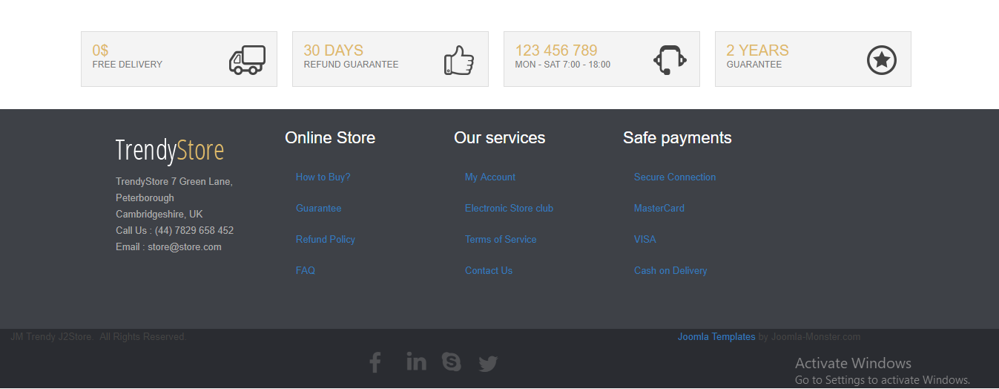 0$
FREE DELIVERY
30 DAYS
REFUND GUARANTEE
123 456 789
MON - SAT 7:00 - 18:00
2 YEARS
GUARANTEE
TrendyStore
TrendyStore 7 Green Lane,
Peterborough
Cambridgeshire, UK
Call Us : (44) 7829 658 452
Email : store@store.com
Online Store
How to Buy?
Guarantee
Refund Policy
FAQ
Our services
My Account
Electronic Store club
Terms of Service
Contact Us
Safe payments
Secure Connection
MasterCard
VISA
Cash on Delivery
JM Trendy J2Store. All Rights Reserved.
Joomla Templates by Joomla-Monster.com
Activate Windows
Go to Settings to activate Windows.